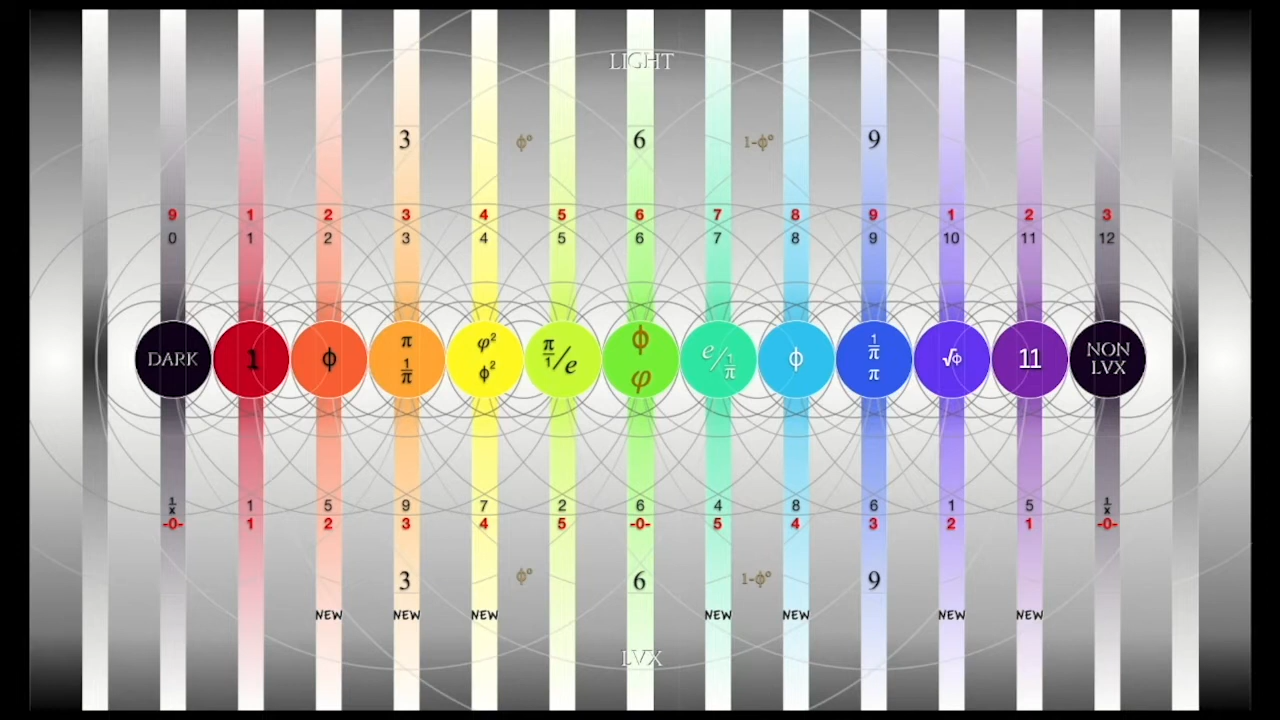 LIGHT
3 ϕ° 6 1-ϕ° 9
9 1 2 3 4 5 6 7 8 9 1 2 3
0 1 2 3 4 5 6 7 8 9 10 11 12
DARK 1 ϕ π 1/π φ² ϕ² π/1/e ϕ φ e/1/π ϕ 1/π π √ϕ 11 NON LVX
1/x 1 5 9 7 2 6 4 8 6 1 5 1/x
-0- 1 2 3 4 5 -0- 5 4 3 2 1 -0-
3 ϕ° 6 1-ϕ° 9
NEW NEW NEW NEW NEW NEW NEW
LVX